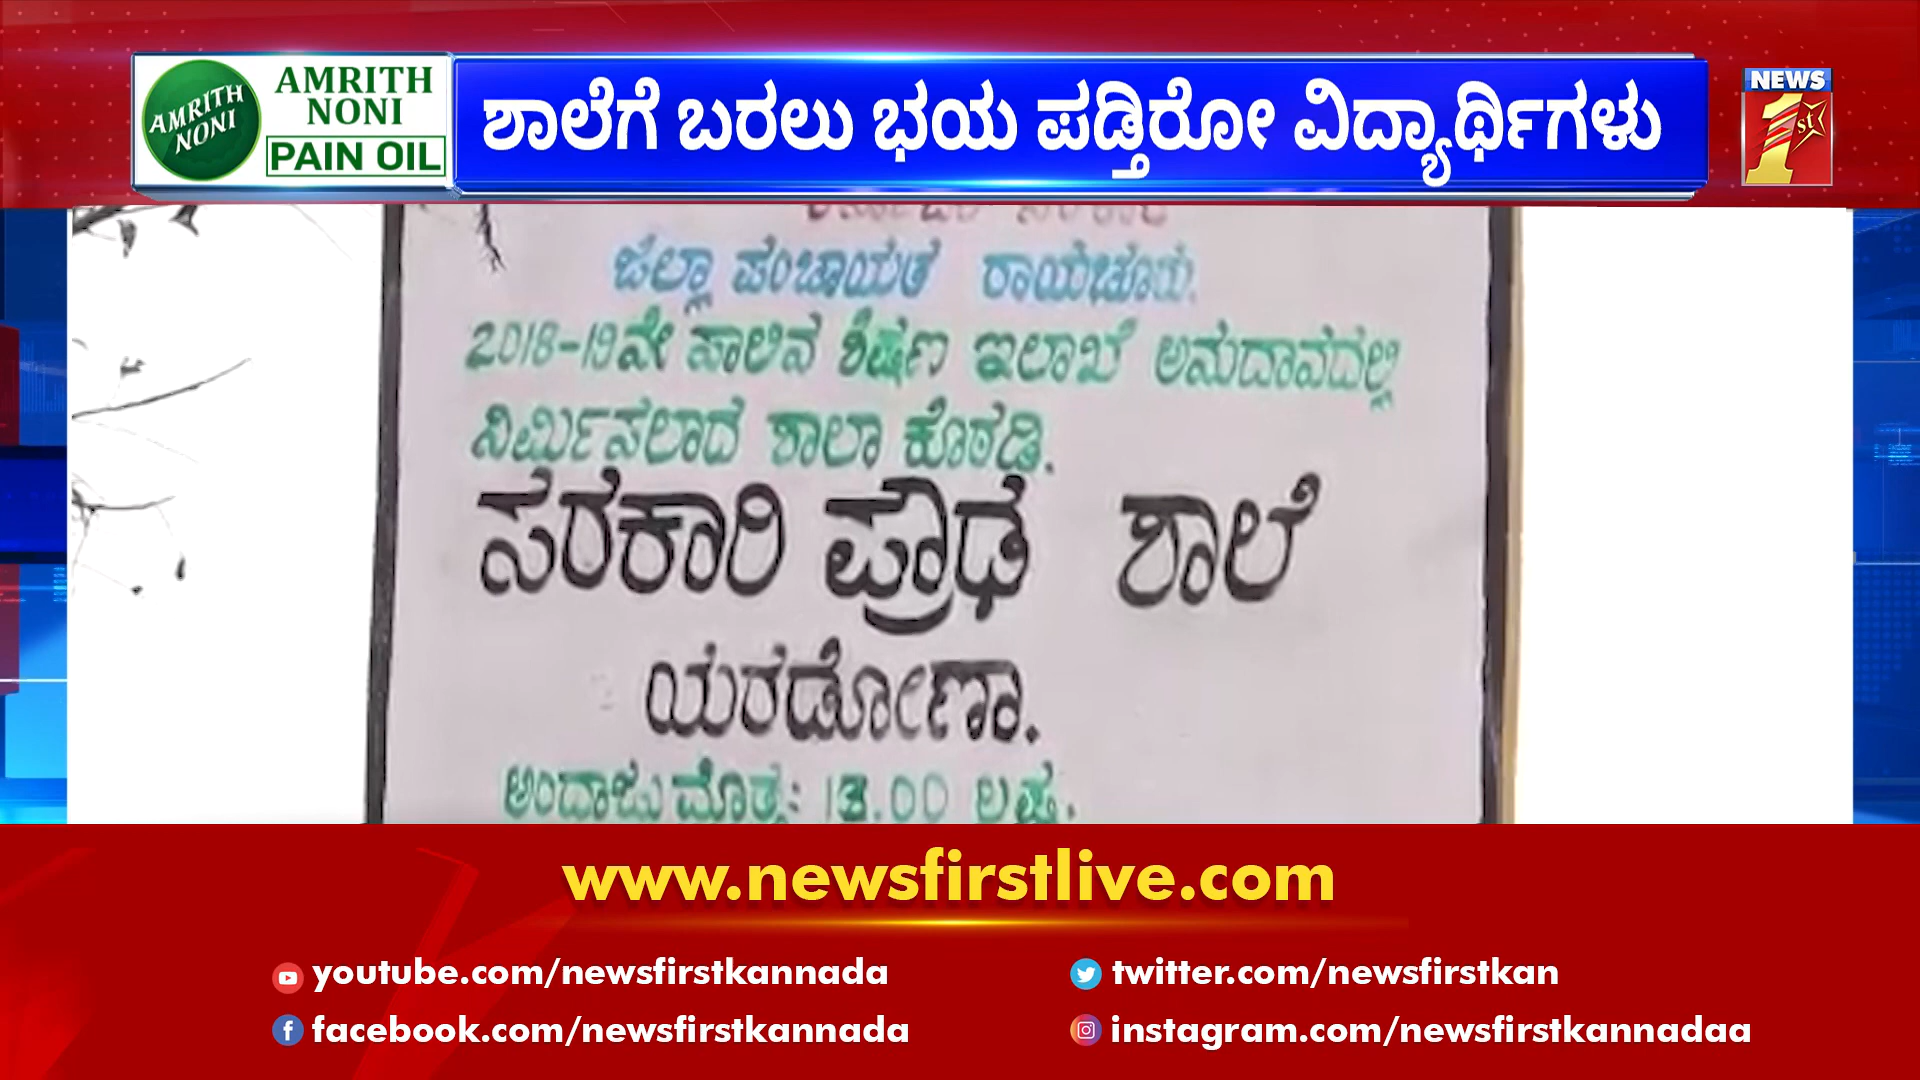 AMRITH NONI
AMRITH
NONI
PAIN OIL
ಶಾಲೆಗೆ ಬರಲು ಭಯ ಪಡ್ತಿರೋ ವಿದ್ಯಾರ್ಥಿಗಳು
NEWS
1st
ಜಿಲ್ಲಾ ಪಂಚಾಯತ ರಾಯಚೂರು.
2018-19ನೇ ಸಾಲಿನ ಶಿಕ್ಷಣ ಇಲಾಖೆ ಅನುದಾನದಲ್ಲಿ
ನಿರ್ಮಿಸಲಾದ ಶಾಲಾ ಕೊಠಡಿ.
ಸರಕಾರಿ ಪ್ರೌಢ ಶಾಲೆ
ಯರಡೋಣಾ.
ಅಂದಾಜು ಮೊತ್ತ: 13.00 ಲಕ್ಷ.
www.newsfirstlive.com
youtube.com/newsfirstkannada
twitter.com/newsfirstkan
facebook.com/newsfirstkannada
instagram.com/newsfirstkannadaa